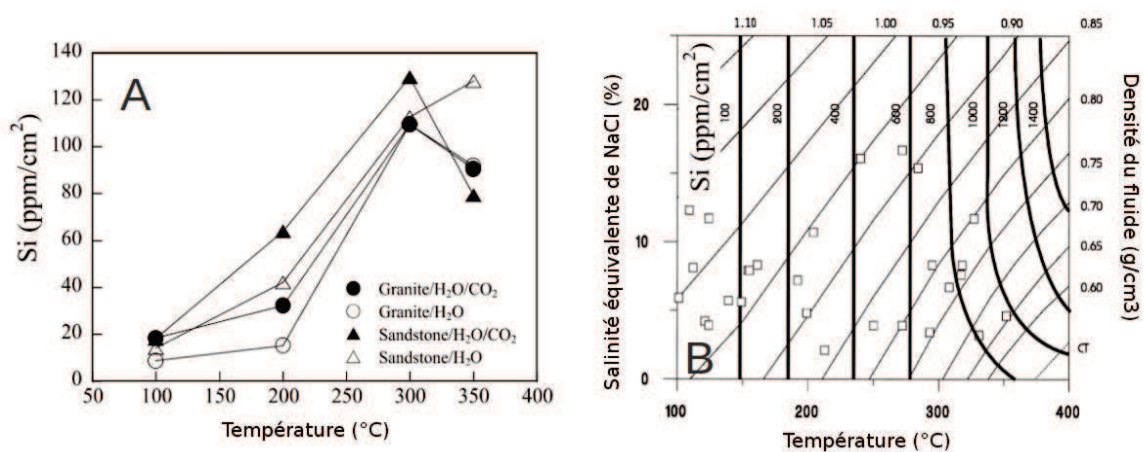 A
Si (ppm/cm²)
140
120
100
80
60
40
20
0
50 100 150 200 250 300 350 400
Température (°C)
Granite/H₂O/CO₂
Granite/H₂O
Sandstone/H₂O/CO₂
Sandstone/H₂O
B
Salinité équivalente de NaCl (%)
Si (ppm/cm²)
20
10
0
100 200 300 400
Température (°C)
1.10 1.05 1.00 0.95 0.90 0.85
100 200 400 600 800 1000 1200 1400
0.80
0.75
0.70
0.65
0.60
CT
Densité du fluide (g/cm3)